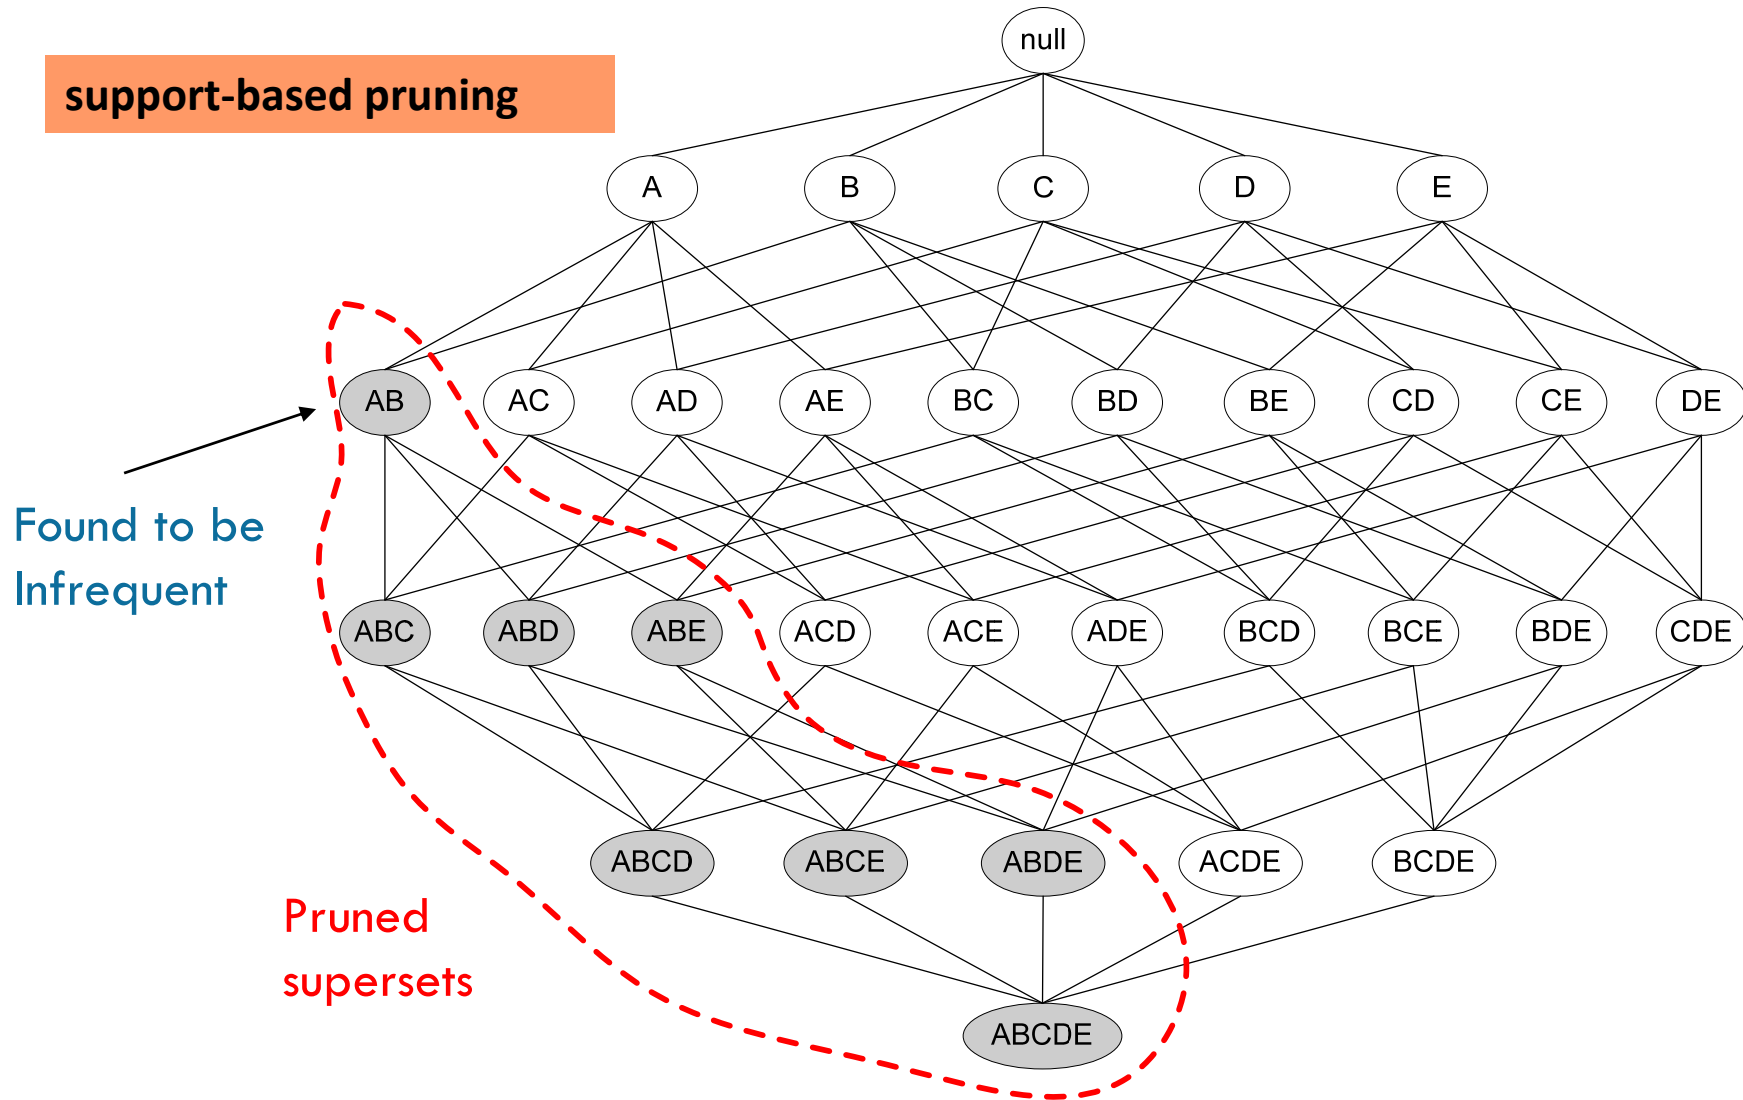 null
support-based pruning
A B C D E
AB AC AD AE BC BD BE CD CE DE
Found to be
Infrequent
ABC ABD ABE ACD ACE ADE BCD BCE BDE CDE
ABCD ABCE ABDE ACDE BCDE
Pruned
supersets
ABCDE